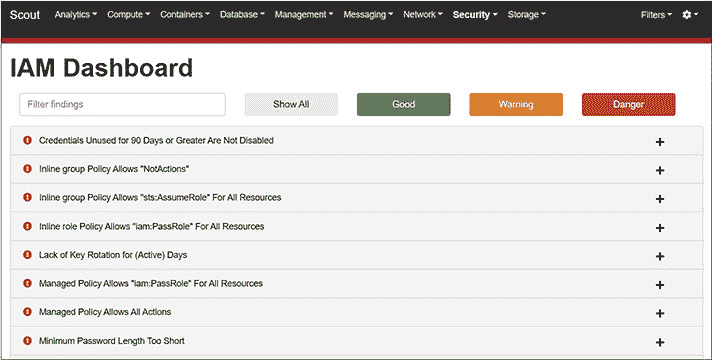 Scout Analytics Compute Containers Database Management Messaging Network Security Storage Filters
IAM Dashboard
Filter findings Show All Good Warning Danger
Credentials Unused for 90 Days or Greater Are Not Disabled
Inline group Policy Allows "NotActions"
Inline group Policy Allows "sts:AssumeRole" For All Resources
Inline role Policy Allows "iam:PassRole" For All Resources
Lack of Key Rotation for (Active) Days
Managed Policy Allows "iam:PassRole" For All Resources
Managed Policy Allows All Actions
Minimum Password Length Too Short